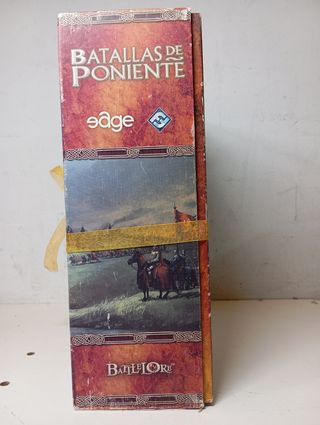 BATALLAS DE
PONIENTE
edge
BATTLELORE